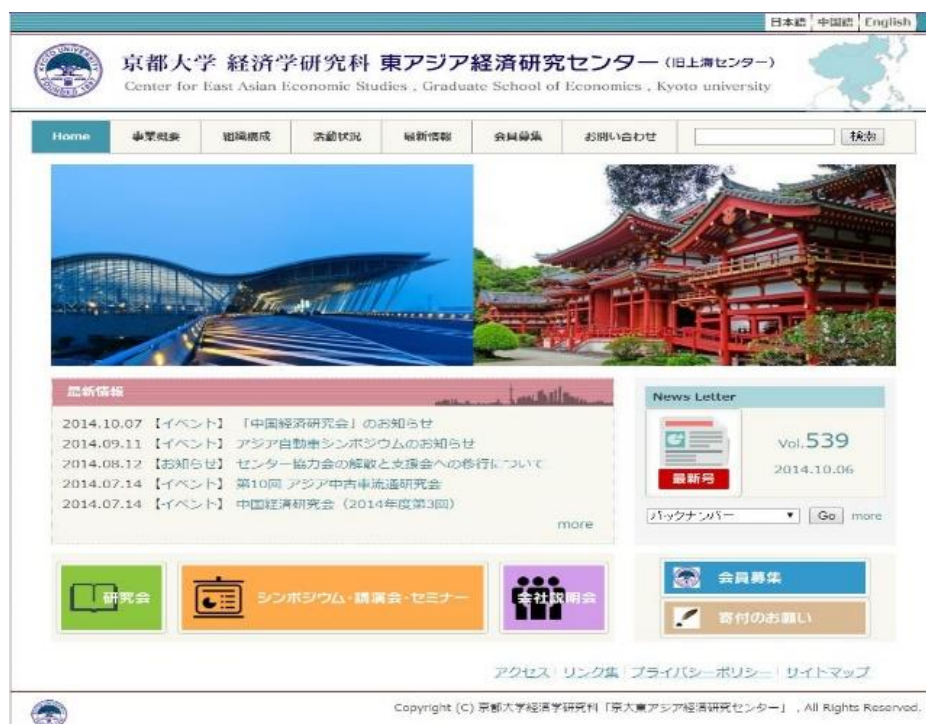 日本語 中国語 English
京都大学 経済学研究科 東アジア経済研究センター (旧上海センター)
Center for East Asian Economic Studies , Graduate School of Economics , Kyoto university
Home 事業概要 組織構成 活動状況 最新情報 会員募集 お問い合わせ 検索
最新情報
2014.10.07 【イベント】 「中国経済研究会」のお知らせ
2014.09.11 【イベント】 アジア自動車シンポジウムのお知らせ
2014.08.12 【お知らせ】 センター協力会の解散と支援会への移行について
2014.07.14 【イベント】 第10回 アジア中古車流通研究会
2014.07.14 【イベント】 中国経済研究会（2014年度第3回）
more
News Letter
Vol.539
2014.10.06
最新号
バックナンバー Go more
研究会
シンポジウム・講演会・セミナー
会社説明会
会員募集
寄付のお願い
アクセス リンク集 プライバシーポリシー サイトマップ
Copyright (C) 京都大学経済学研究科「京大東アジア経済研究センター」 , All Rights Reserved.